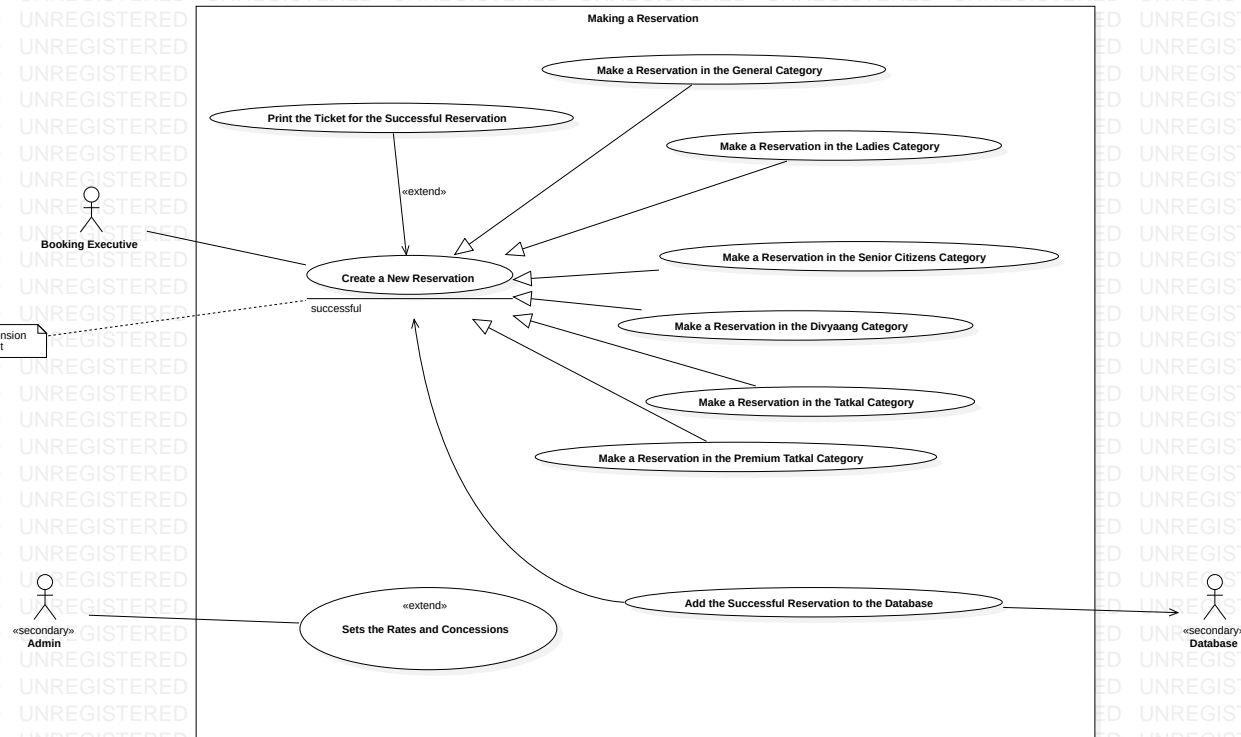 Making a Reservation
Make a Reservation in the General Category
Print the Ticket for the Successful Reservation
Make a Reservation in the Ladies Category
«extend»
Booking Executive
Make a Reservation in the Senior Citizens Category
Create a New Reservation
successful
Make a Reservation in the Divyaang Category
Make a Reservation in the Tatkal Category
Make a Reservation in the Premium Tatkal Category
«extend»
Sets the Rates and Concessions
Add the Successful Reservation to the Database
«secondary»
Admin
«secondary»
Database
UNREGISTERED